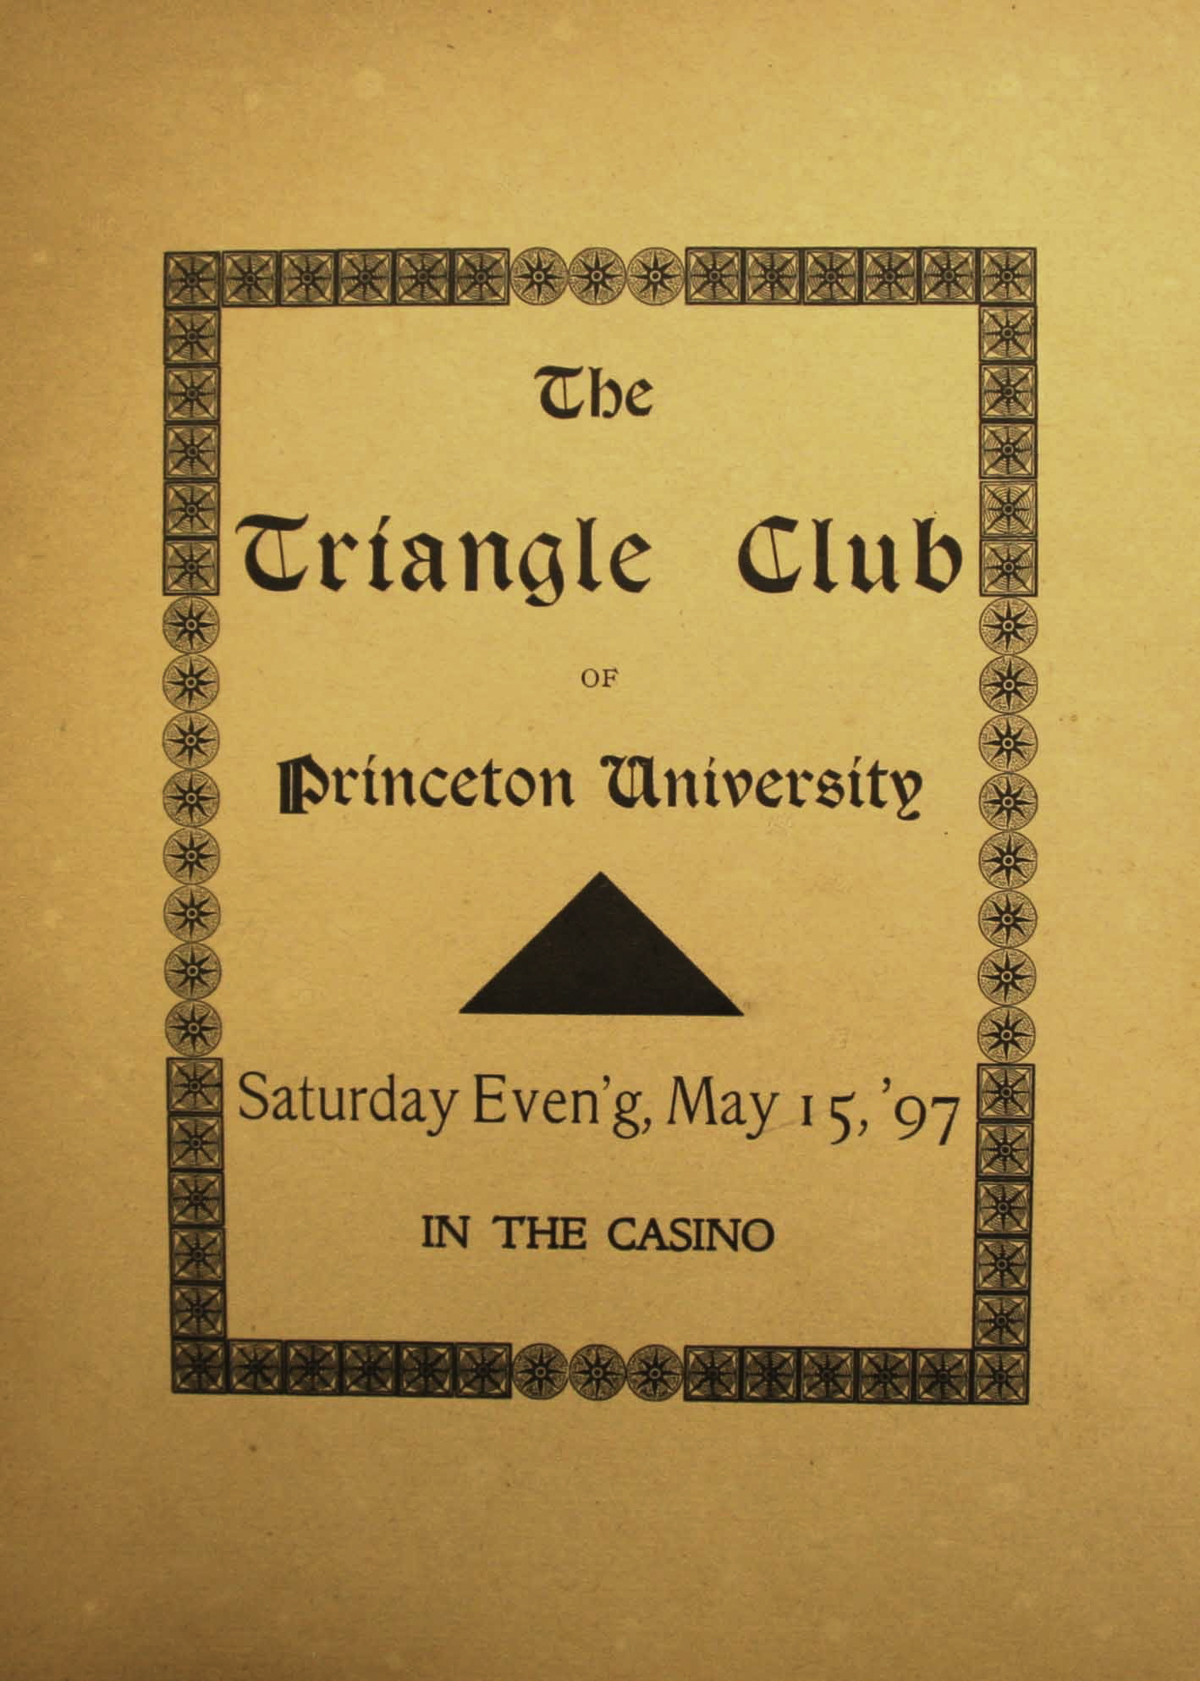 The
Triangle Club
OF
Princeton University
Saturday Even'g, May 15, '97
IN THE CASINO